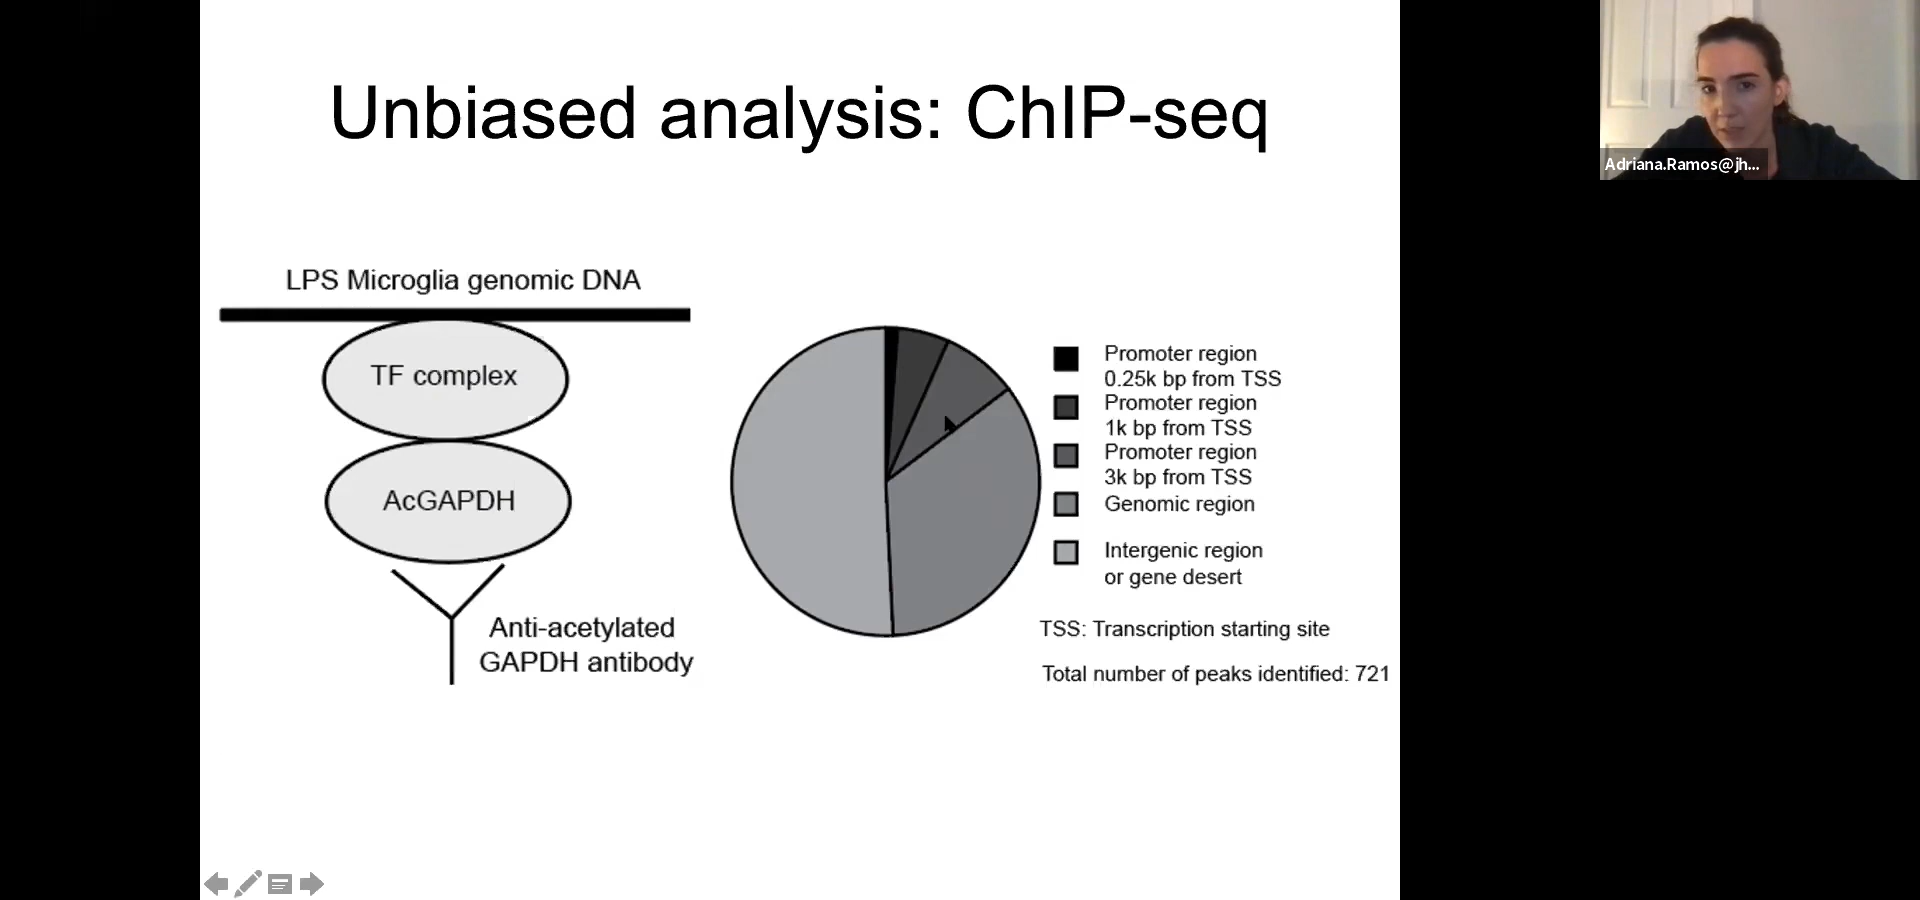 Unbiased analysis: ChIP-seq
LPS Microglia genomic DNA
TF complex
AcGAPDH
Anti-acetylated
GAPDH antibody
Promoter region
0.25k bp from TSS
Promoter region
1k bp from TSS
Promoter region
3k bp from TSS
Genomic region
Intergenic region
or gene desert
TSS: Transcription starting site
Total number of peaks identified: 721
Adriana.Ramos@jh...